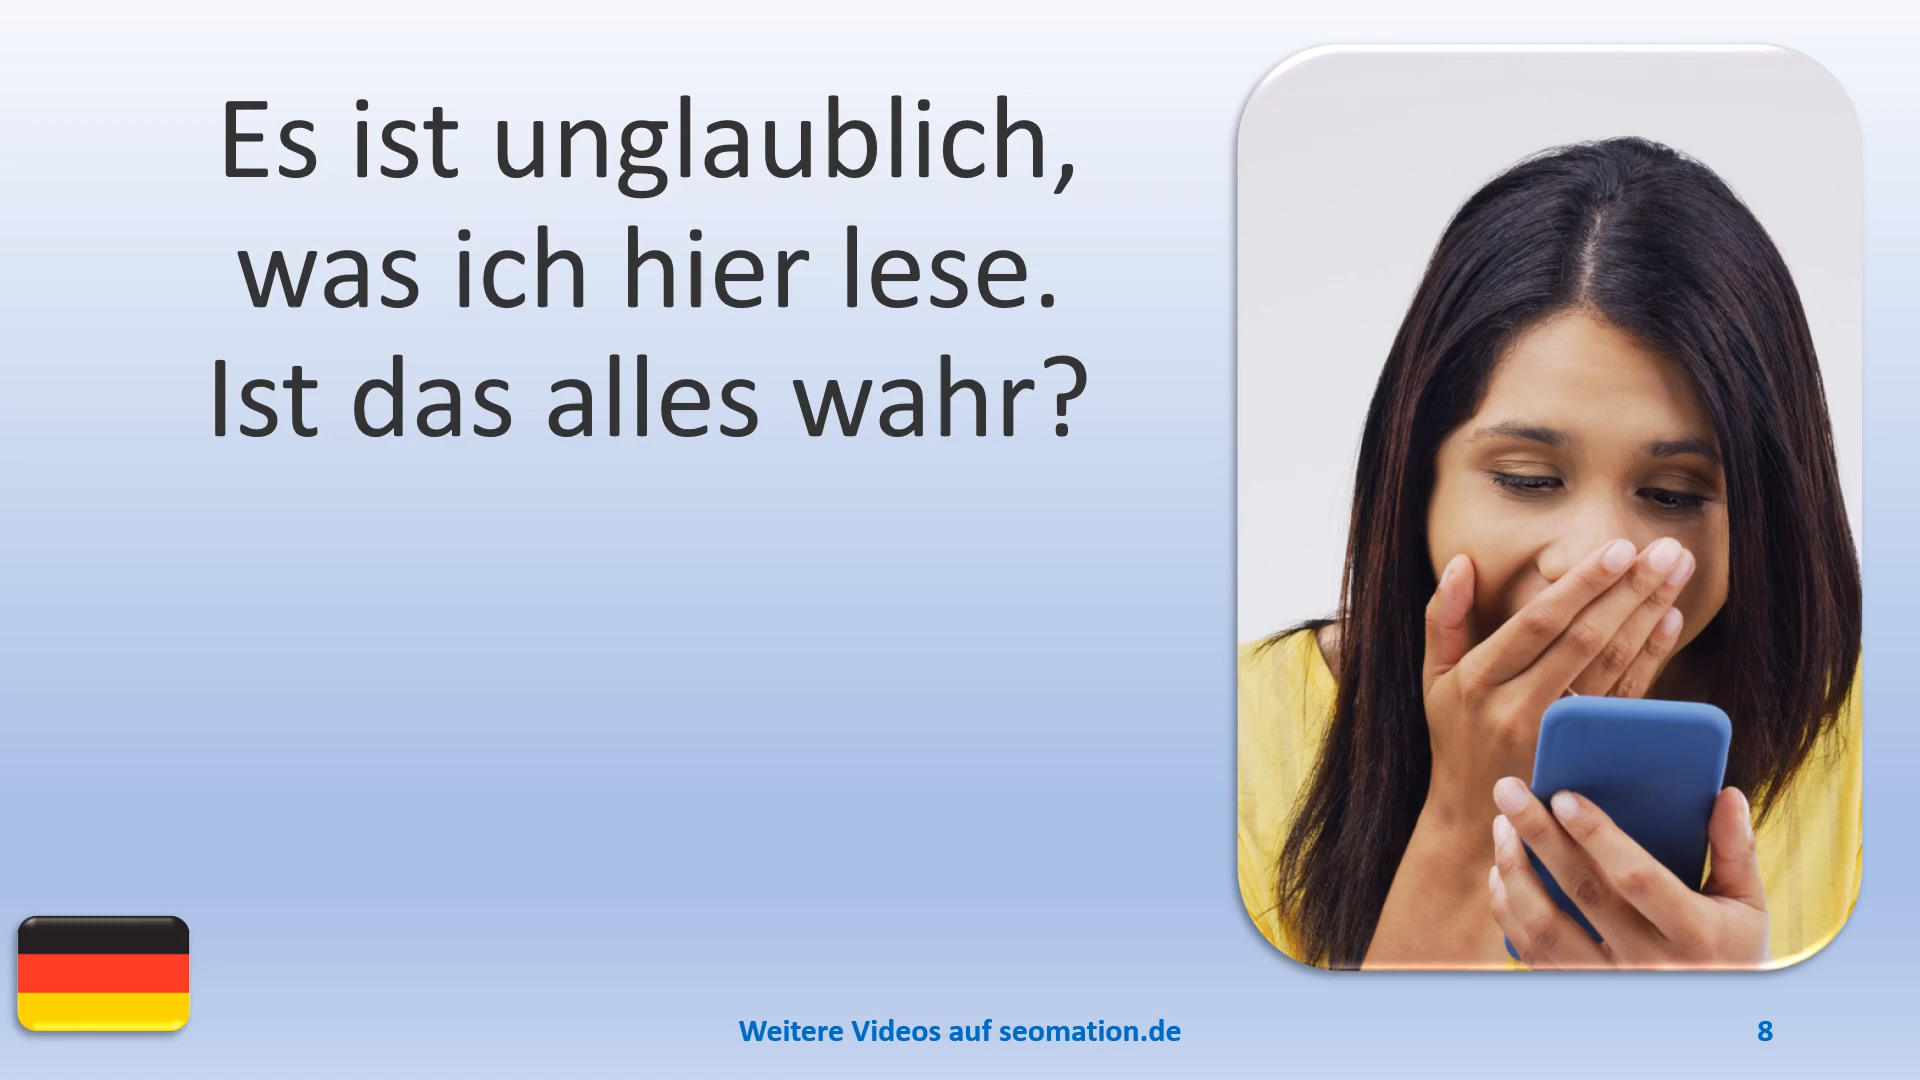 Es ist unglaublich,
was ich hier lese.
Ist das alles wahr?
Weitere Videos auf seomation.de
8